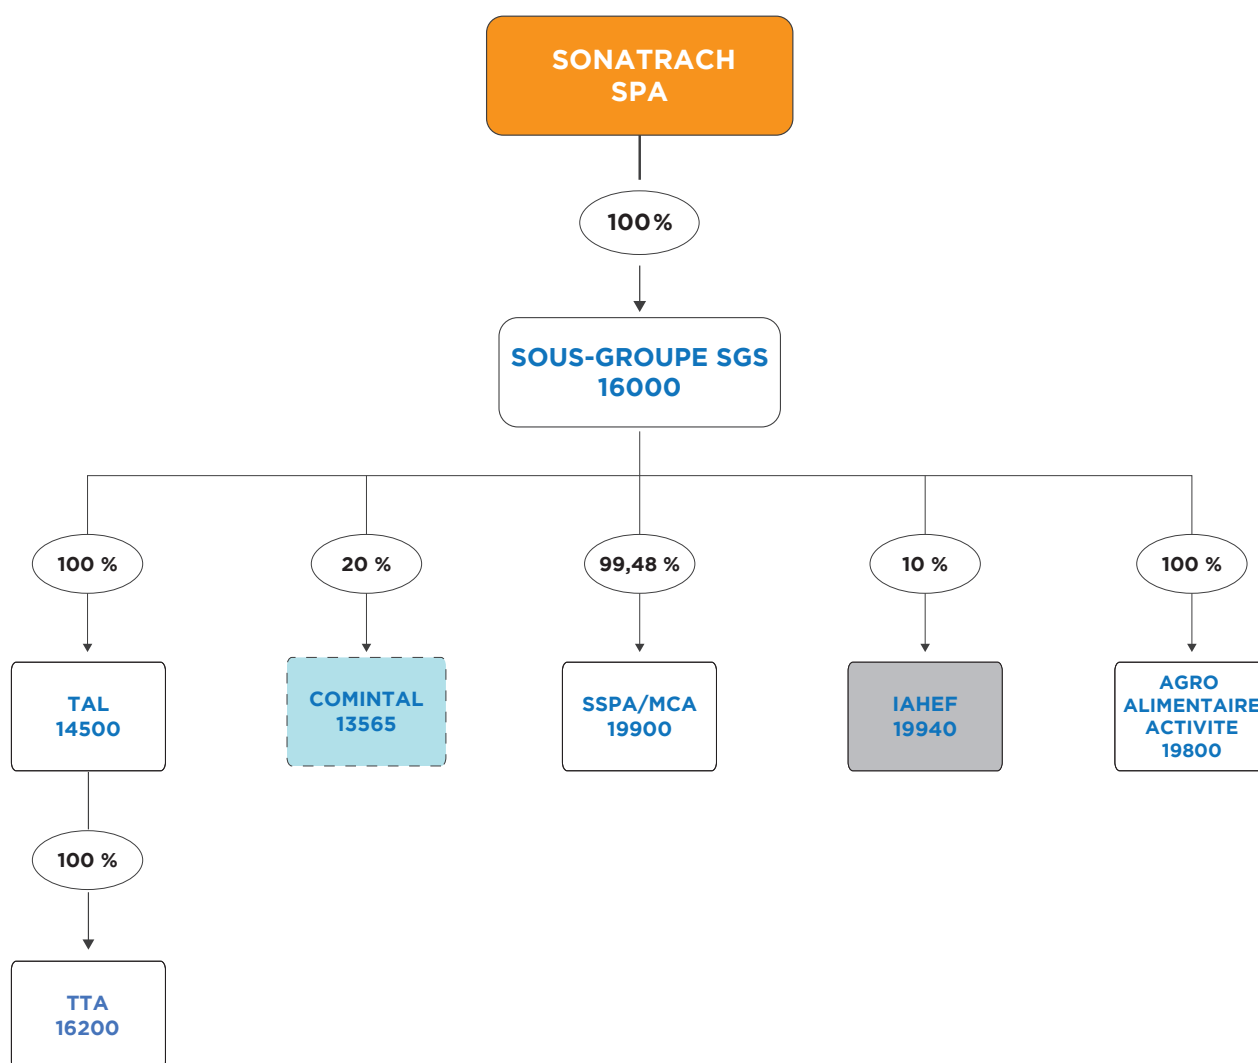 SONATRACH
SPA
100%
SOUS-GROUPE SGS
16000
100 %
20 %
99,48 %
10 %
100 %
TAL
14500
COMINTAL
13565
SSPA/MCA
19900
IAHEF
19940
AGRO
ALIMENTAIRE
ACTIVITE
19800
100 %
TTA
16200